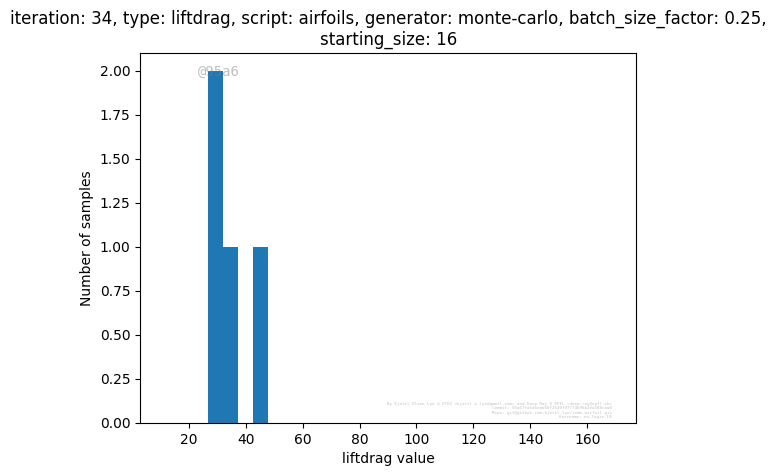 iteration: 34, type: liftdrag, script: airfoils, generator: monte-carlo, batch_size_factor: 0.25,
starting_size: 16
@95a6
2.00
1.75
1.50
1.25
1.00
0.75
0.50
0.25
0.00
Number of samples
20 40 60 80 100 120 140 160
liftdrag value